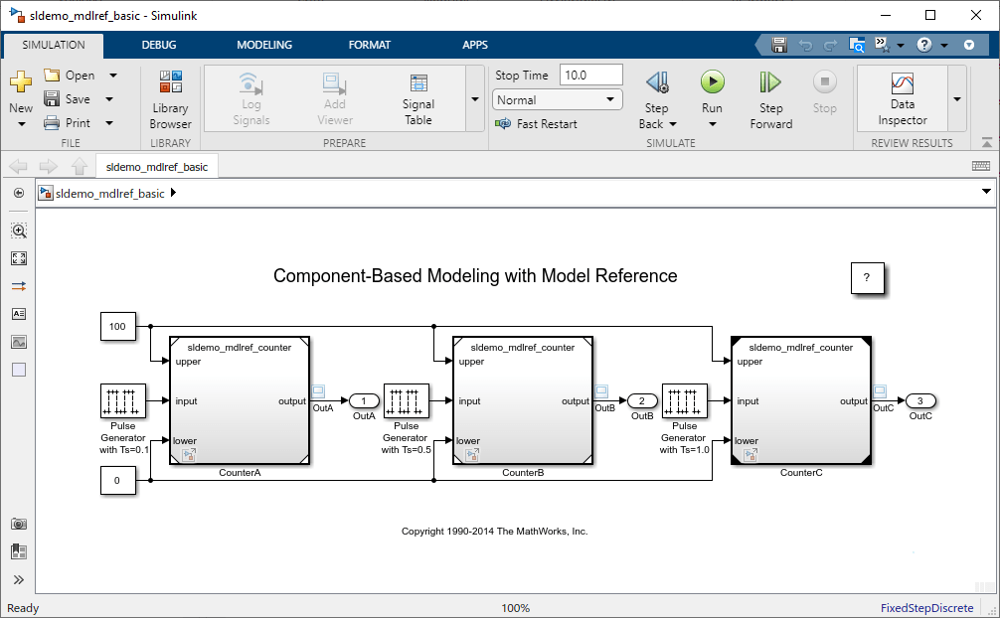 sldemo_mdlref_basic - Simulink
SIMULATION DEBUG MODELING FORMAT APPS
New
Open
Save
Print
FILE
Library
Browser
LIBRARY
Log
Signals
Add
Viewer
Signal
Table
PREPARE
Stop Time 10.0
Normal
Fast Restart
Step
Back
Run
Step
Forward
Stop
SIMULATE
Data
Inspector
REVIEW RESULTS
sldemo_mdlref_basic
sldemo_mdlref_basic
Component-Based Modeling with Model Reference
?
100
sldemo_mdlref_counter
upper
input
output
lower
CounterA
Pulse
Generator
with Ts=0.1
0
OutA
1
OutA
Pulse
Generator
with Ts=0.5
sldemo_mdlref_counter
upper
input
output
lower
CounterB
OutB
2
OutB
Pulse
Generator
with Ts=1.0
sldemo_mdlref_counter
upper
input
output
lower
CounterC
OutC
3
OutC
Copyright 1990-2014 The MathWorks, Inc.
Ready 100% FixedStepDiscrete